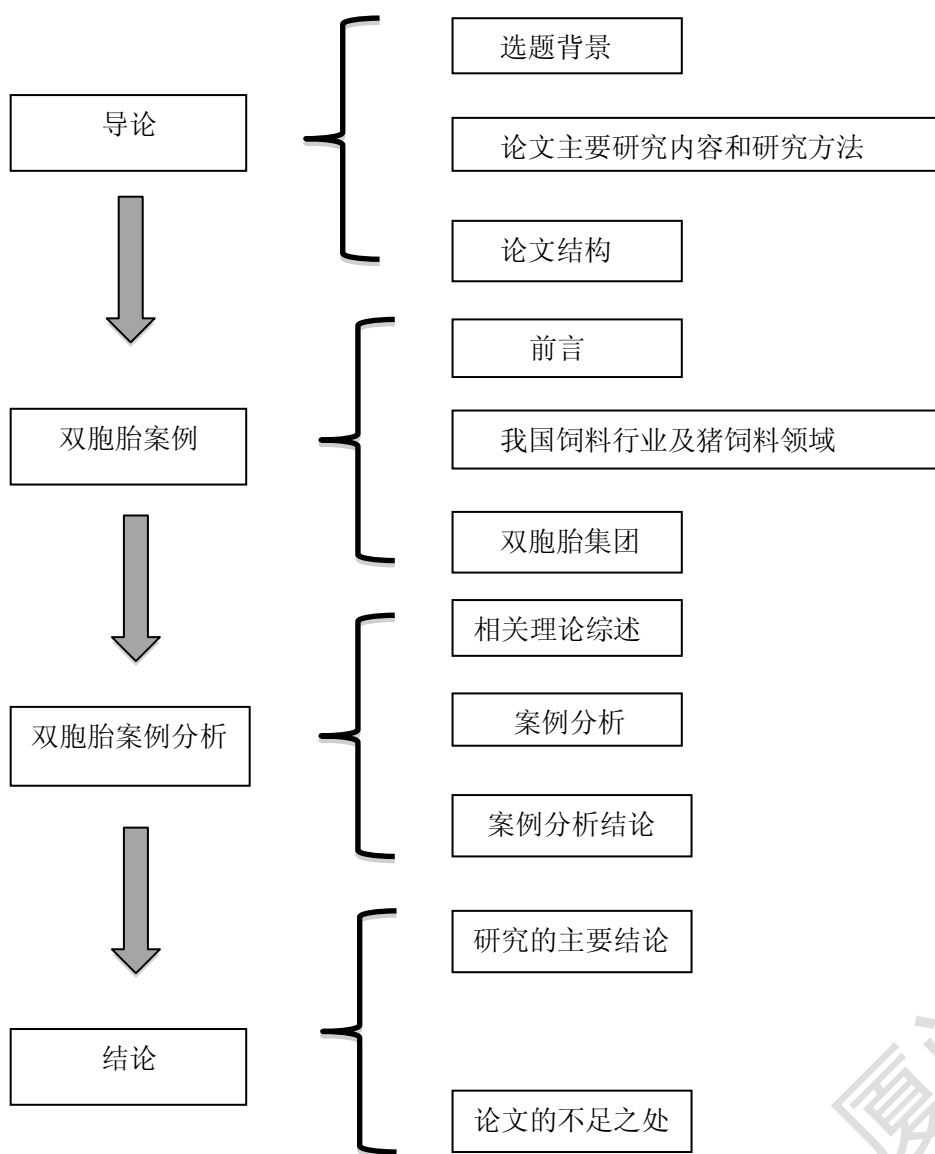 导论
选题背景
论文主要研究内容和研究方法
论文结构
双胞胎案例
前言
我国饲料行业及猪饲料领域
双胞胎集团
双胞胎案例分析
相关理论综述
案例分析
案例分析结论
结论
研究的主要结论
论文的不足之处
厦